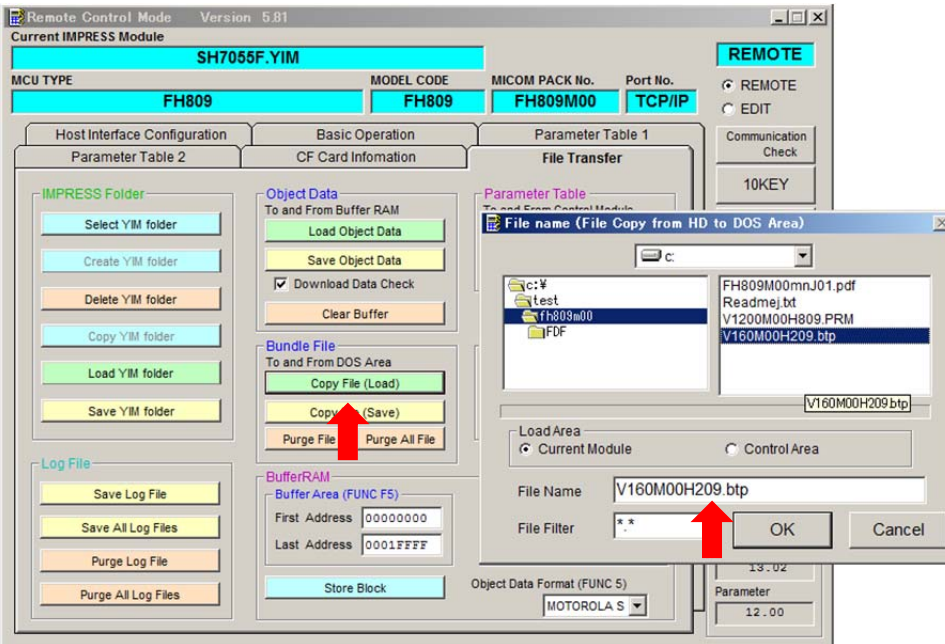 Remote Control Mode Version 5.81
Current IMPRESS Module
SH7055F.YIM
REMOTE
MCU TYPE
MODEL CODE
MICOM PACK No.
Port No.
FH809
FH809
FH809M00
TCP/IP
REMOTE
EDIT
Host Interface Configuration
Basic Operation
Parameter Table 1
Parameter Table 2
CF Card Infomation
File Transfer
Communication
Check
10KEY
IMPRESS Folder
Select YIM folder
Create YIM folder
Delete YIM folder
Copy YIM folder
Load YIM folder
Save YIM folder
Log File
Save Log File
Save All Log Files
Purge Log File
Purge All Log Files
Object Data
To and From Buffer RAM
Load Object Data
Save Object Data
Download Data Check
Clear Buffer
Bundle File
To and From DOS Area
Copy File (Load)
(Save)
Purge File
Purge All File
BufferRAM
Buffer Area (FUNC F5)
First Address 00000000
Last Address 0001FFFF
Store Block
Parameter Table
To and From Control Module
Object Data Format (FUNC 5)
MOTOROLA S
File name (File Copy from HD to DOS Area)
c:
c:¥
test
fh809m00
FDF
FH809M00mnJ01.pdf
Readmej.txt
V1200M00H809.PRM
V160M00H209.btp
V160M00H209.btp
Load Area
Current Module
Control Area
File Name V160M00H209.btp
File Filter *.*
OK
Cancel
13.02
Parameter
12.00